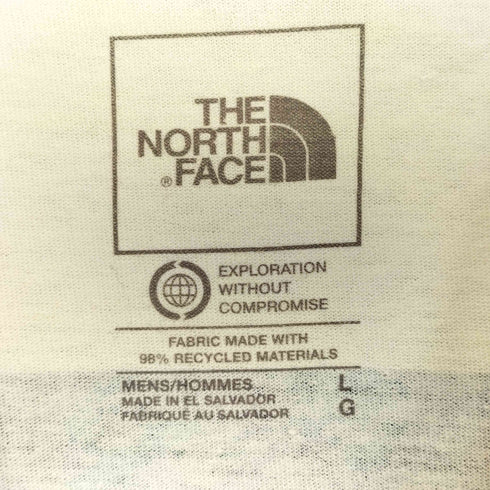 THE
NORTH
® FACE
EXPLORATION
WITHOUT
COMPROMISE
FABRIC MADE WITH
98% RECYCLED MATERIALS
MENS/HOMMES L
MADE IN EL SALVADOR
FABRIQUÉ AU SALVADOR G